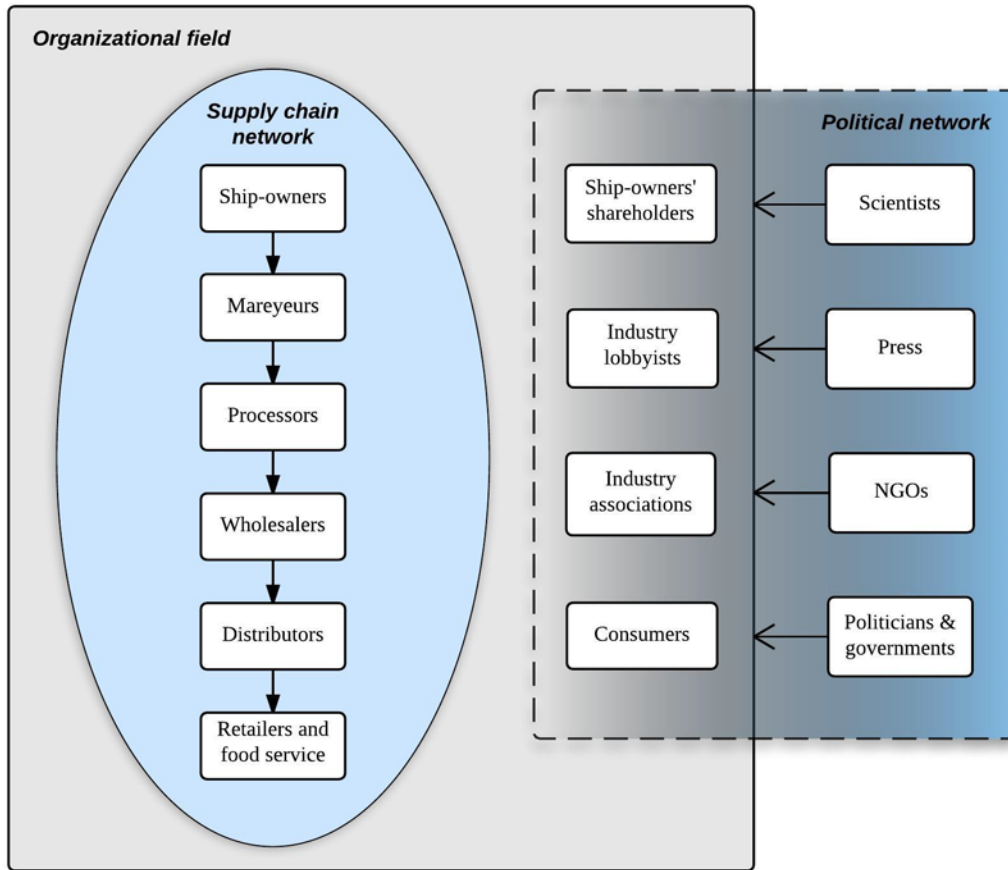 Organizational field
Supply chain
network
Ship-owners
Mareyeurs
Processors
Wholesalers
Distributors
Retailers and
food service
Political network
Ship-owners'
shareholders
Scientists
Industry
lobbyists
Press
Industry
associations
NGOs
Consumers
Politicians &
governments